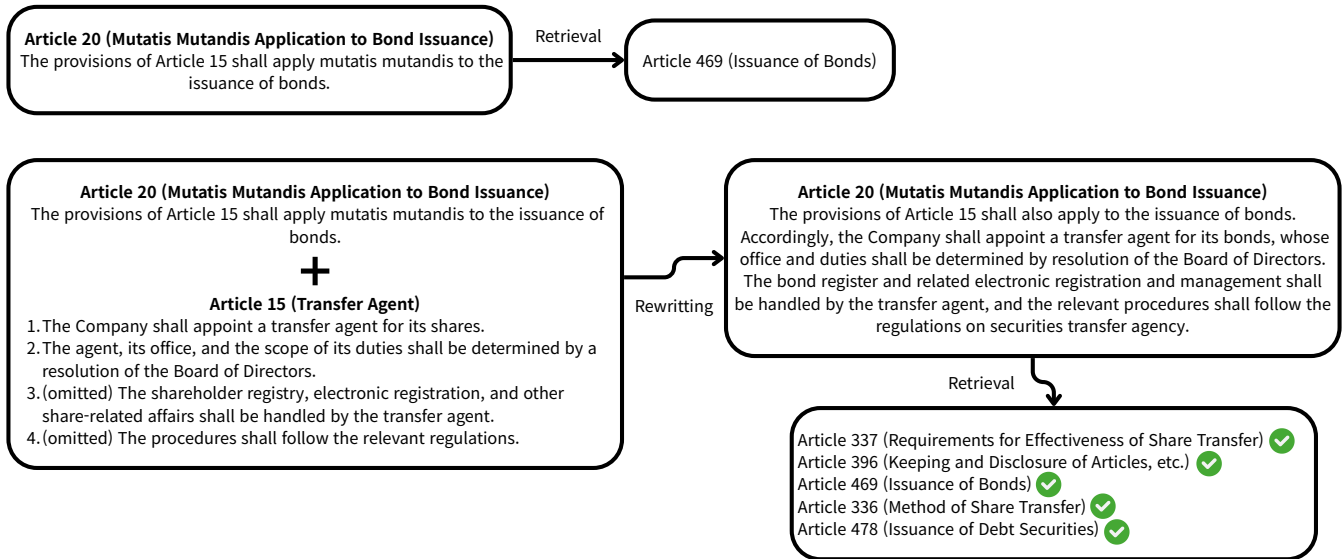 Article 20 (Mutatis Mutandis Application to Bond Issuance)
The provisions of Article 15 shall apply mutatis mutandis to the
issuance of bonds.
Retrieval
Article 469 (Issuance of Bonds)
Article 20 (Mutatis Mutandis Application to Bond Issuance)
The provisions of Article 15 shall apply mutatis mutandis to the issuance of
bonds.
+
Article 15 (Transfer Agent)
1. The Company shall appoint a transfer agent for its shares.
2. The agent, its office, and the scope of its duties shall be determined by a
resolution of the Board of Directors.
3. (omitted) The shareholder registry, electronic registration, and other
share-related affairs shall be handled by the transfer agent.
4. (omitted) The procedures shall follow the relevant regulations.
Rewritting
Article 20 (Mutatis Mutandis Application to Bond Issuance)
The provisions of Article 15 shall also apply to the issuance of bonds.
Accordingly, the Company shall appoint a transfer agent for its bonds, whose
office and duties shall be determined by resolution of the Board of Directors.
The bond register and related electronic registration and management shall
be handled by the transfer agent, and the relevant procedures shall follow the
regulations on securities transfer agency.
Retrieval
Article 337 (Requirements for Effectiveness of Share Transfer)
Article 396 (Keeping and Disclosure of Articles, etc.)
Article 469 (Issuance of Bonds)
Article 336 (Method of Share Transfer)
Article 478 (Issuance of Debt Securities)